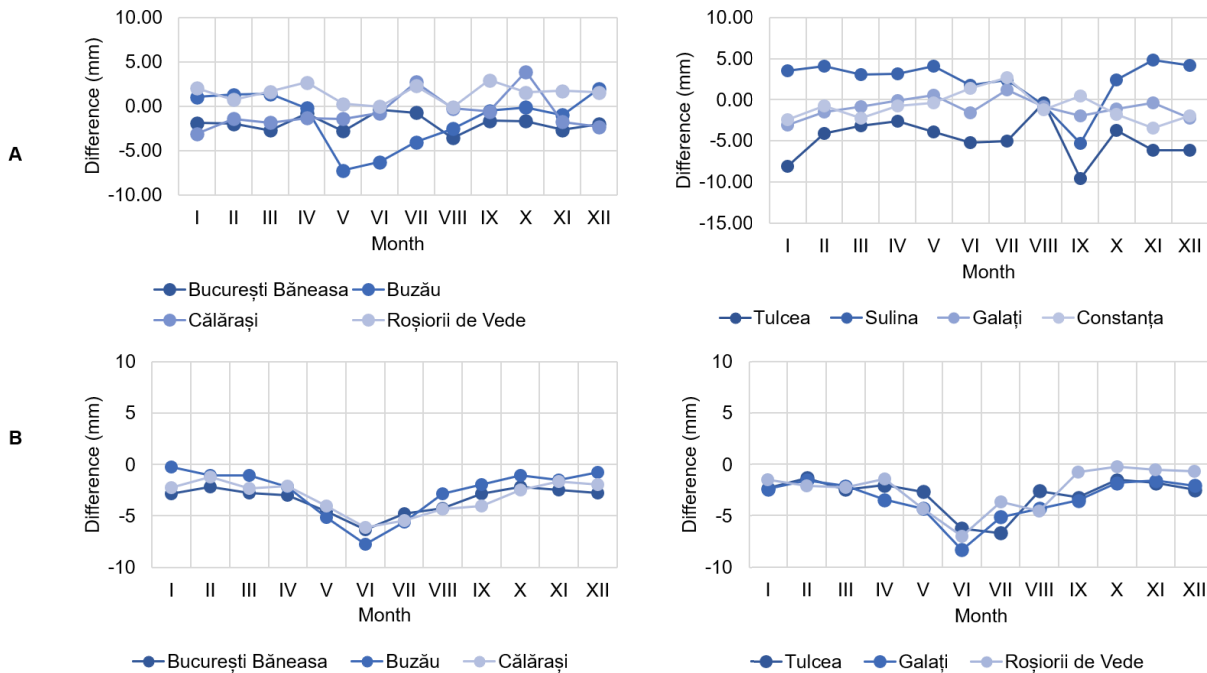 A
Difference (mm)
10.00
5.00
0.00
-5.00
-10.00
I II III IV V VI VII VIII IX X XI XII
Month
București Băneasa Buzău
Călărași Roșiorii de Vede
Difference (mm)
10.00
5.00
0.00
-5.00
-10.00
-15.00
I II III IV V VI VII VIII IX X XI XII
Month
Tulcea Sulina Galați Constanța
B
Difference (mm)
10
5
0
-5
-10
I II III IV V VI VII VIII IX X XI XII
Month
București Băneasa Buzău Călărași
Difference (mm)
10
5
0
-5
-10
I II III IV V VI VII VIII IX X XI XII
Month
Tulcea Galați Roșiorii de Vede